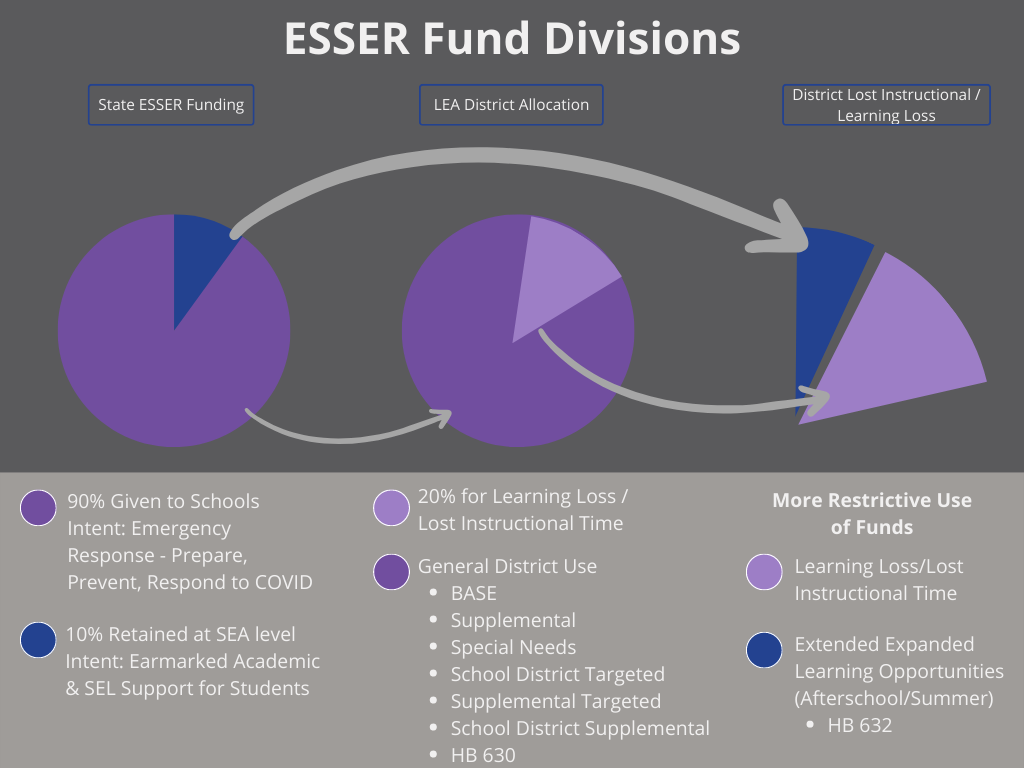 ESSER Fund Divisions
State ESSER Funding
LEA District Allocation
District Lost Instructional /
Learning Loss
90% Given to Schools
Intent: Emergency
Response - Prepare,
Prevent, Respond to COVID
10% Retained at SEA level
Intent: Earmarked Academic
& SEL Support for Students
20% for Learning Loss /
Lost Instructional Time
General District Use
• BASE
• Supplemental
• Special Needs
• School District Targeted
• Supplemental Targeted
• School District Supplemental
• HB 630
More Restrictive Use
of Funds
Learning Loss/Lost
Instructional Time
Extended Expanded
Learning Opportunities
(Afterschool/Summer)
• HB 632